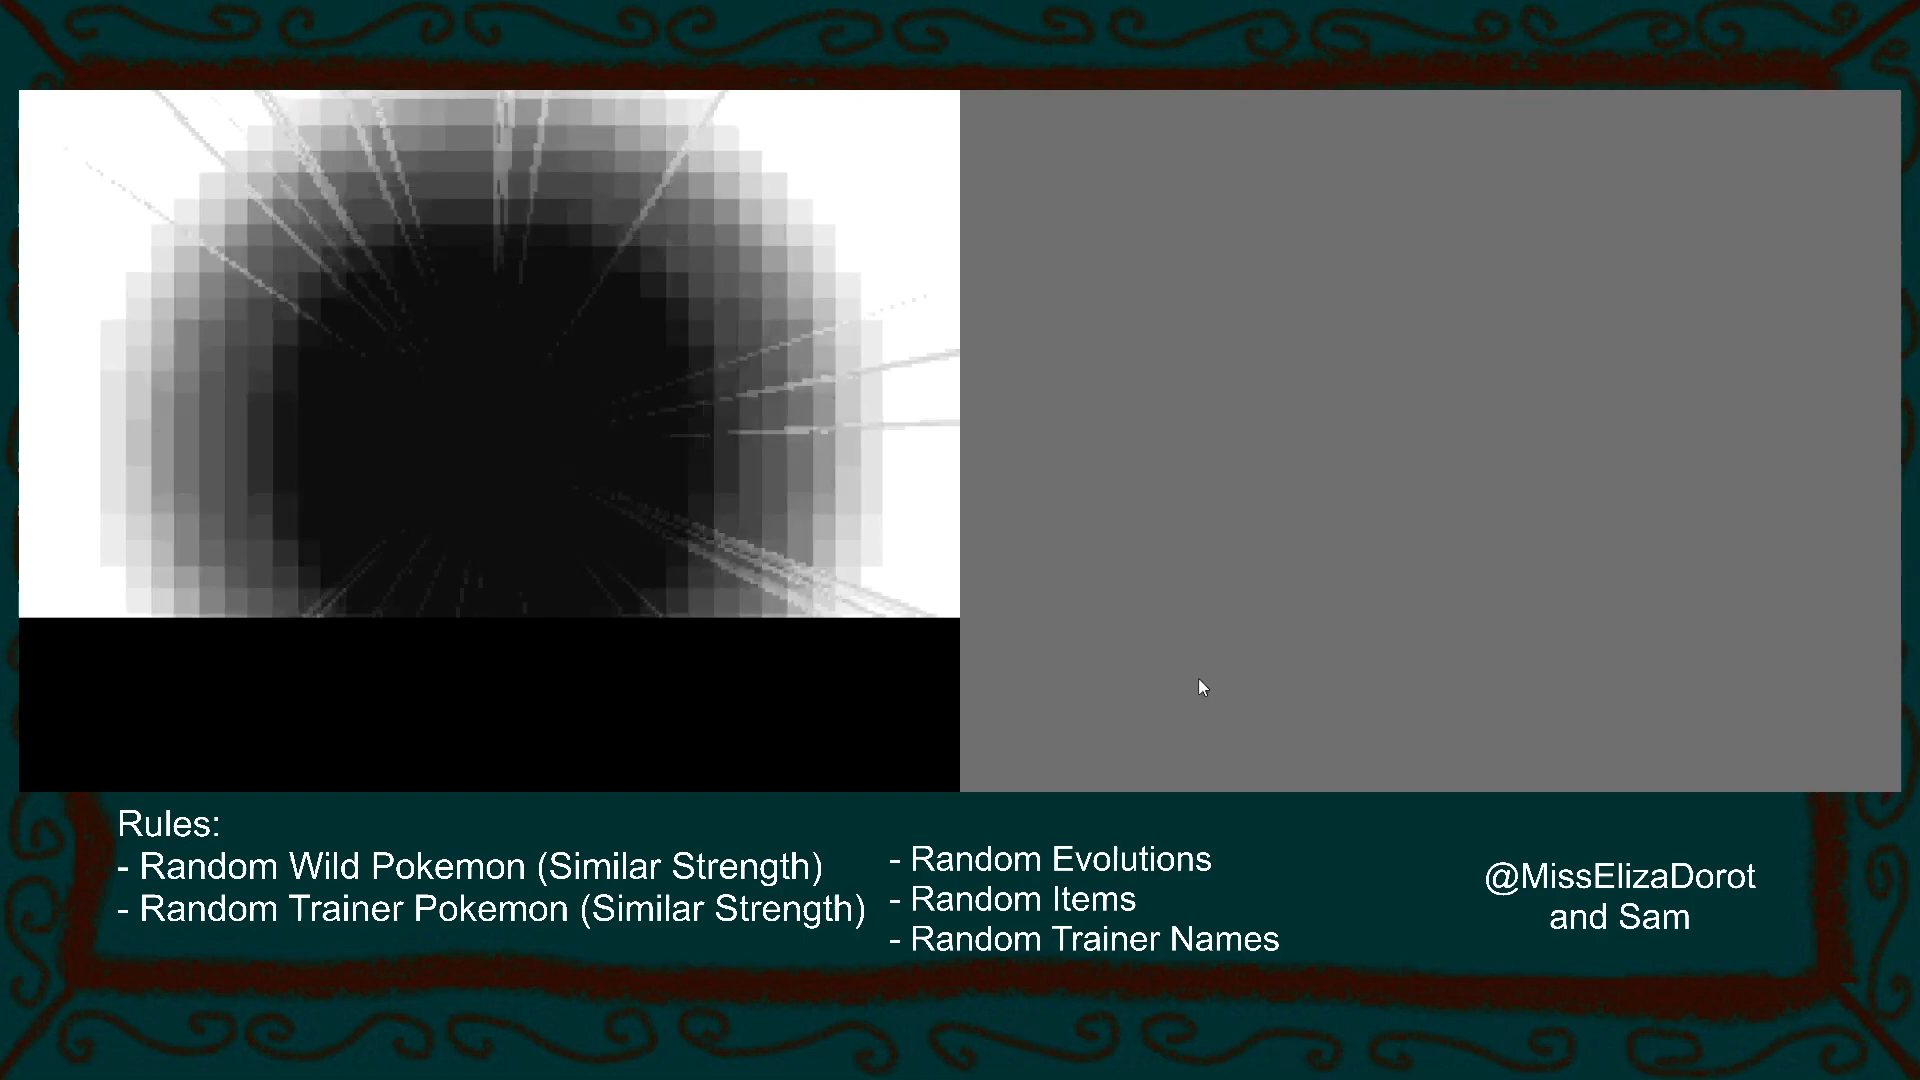 Rules:
- Random Wild Pokemon (Similar Strength)
- Random Trainer Pokemon (Similar Strength)
- Random Evolutions
- Random Items
- Random Trainer Names
@MissElizaDorot
and Sam